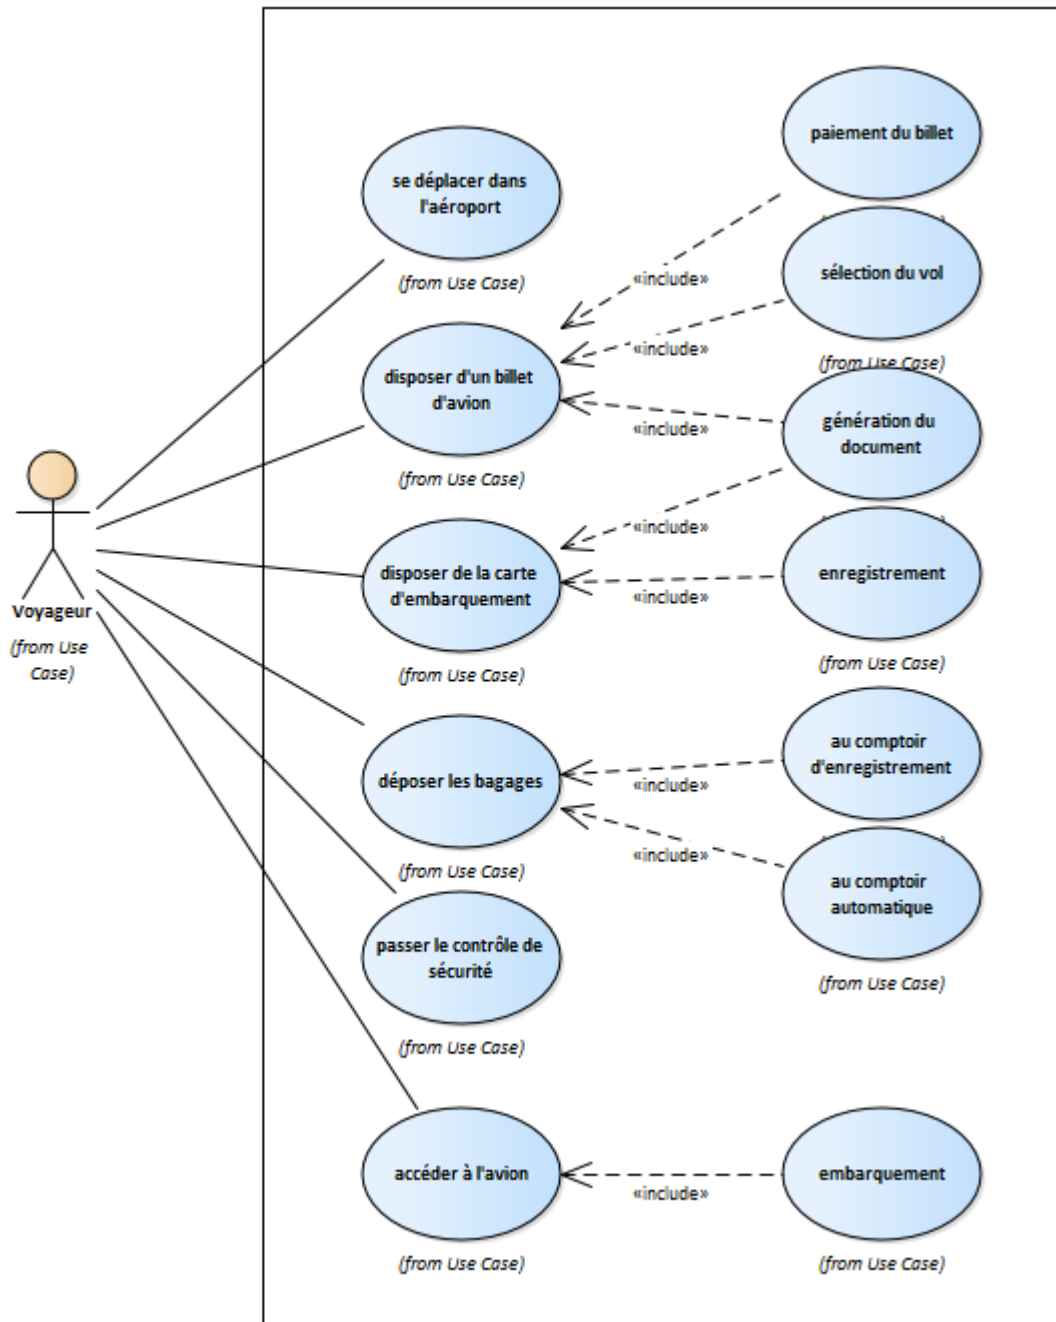 paiement du billet
se déplacer dans
l'aéroport
(from Use Case)
«include»
sélection du vol
(from Use Case)
«include»
disposer d'un billet
d'avion
(from Use Case)
«include»
génération du
document
«include»
disposer de la carte
d'embarquement
(from Use Case)
«include»
enregistrement
(from Use Case)
Voyageur
(from Use
Case)
déposer les bagages
(from Use Case)
«include»
au comptoir
d'enregistrement
«include»
au comptoir
automatique
(from Use Case)
passer le contrôle de
sécurité
(from Use Case)
accéder à l'avion
(from Use Case)
«include»
embarquement
(from Use Case)